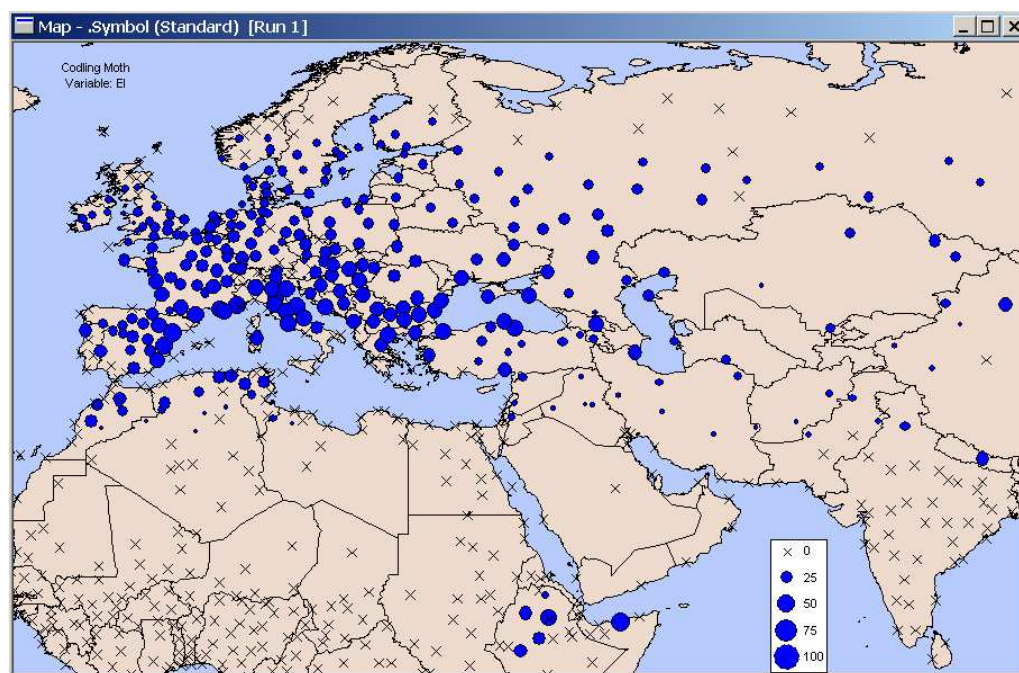 Map - .Symbol (Standard) [Run 1]
Codling Moth
Variable: EI
0
25
50
75
100